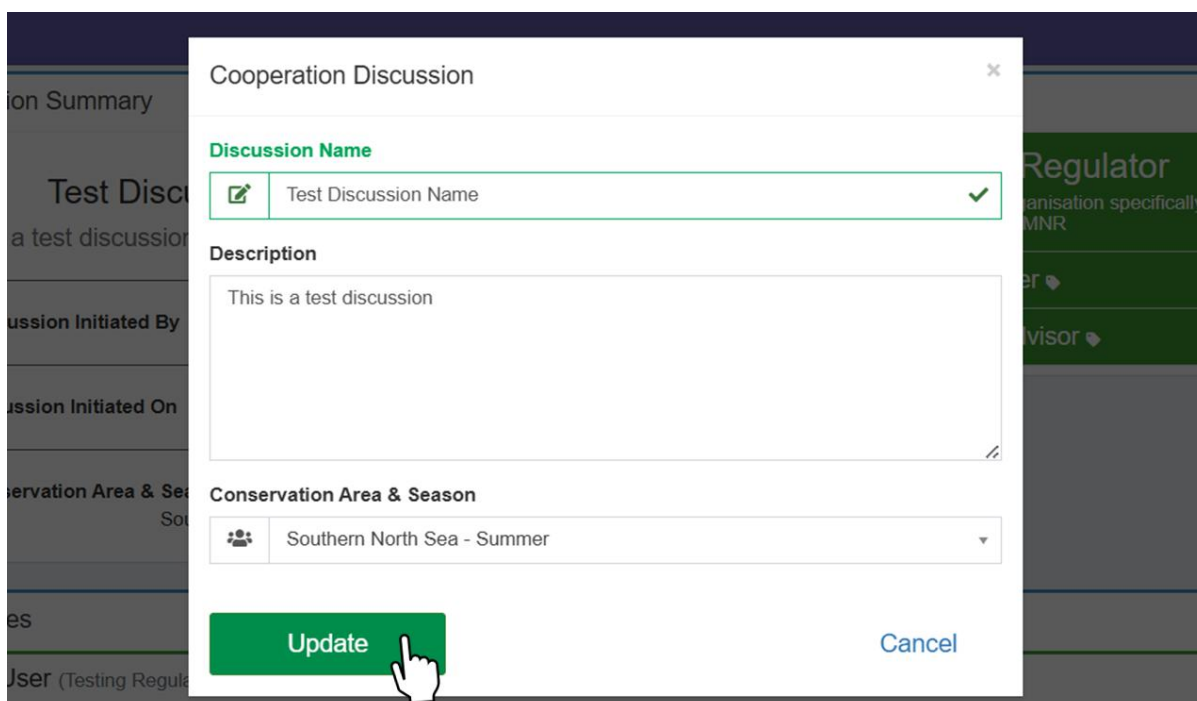 Cooperation Discussion
×
ion Summary
Discussion Name
Test Discu
Test Discussion Name
Regulator
anisation specifically
MNR
a test discussion
Description
This is a test discussion
er
ussion Initiated By
lvisor
ussion Initiated On
servation Area & Sea
Sou
Conservation Area & Season
Southern North Sea - Summer
es
Update
Cancel
User (Testing Regula